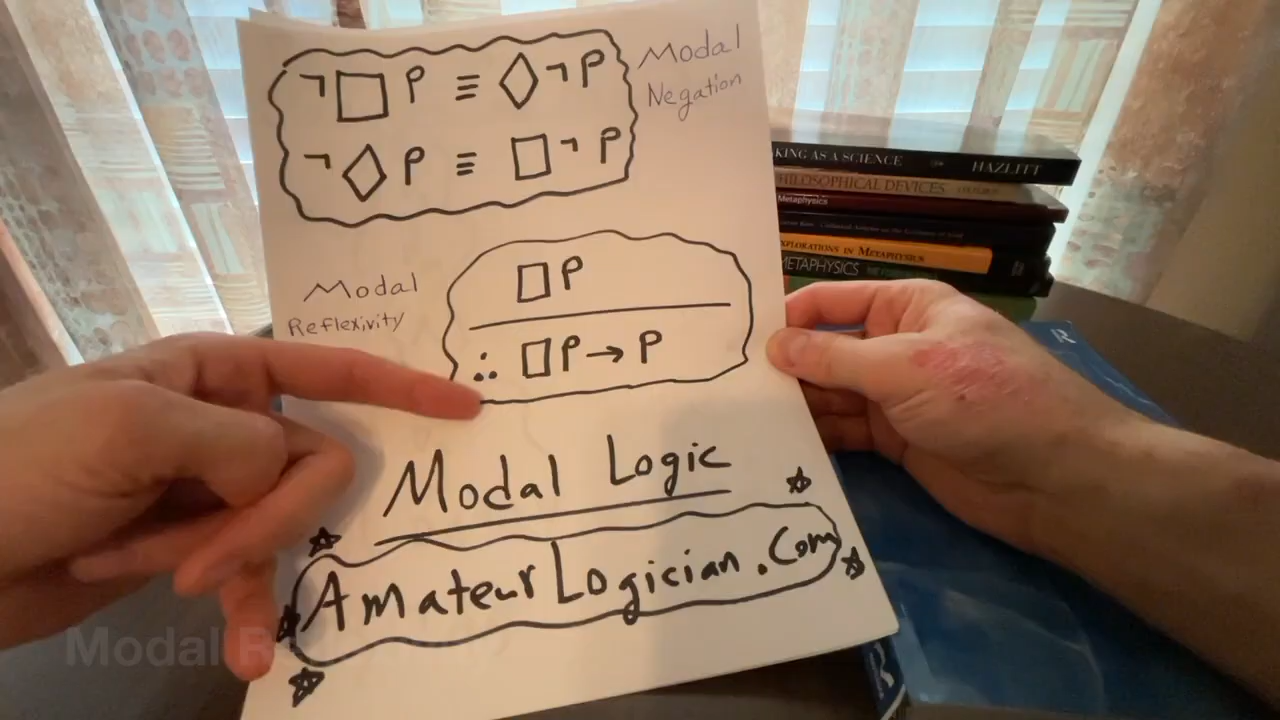 ¬□P ≡ ◇¬P
¬◇P ≡ □¬P
Modal
Negation
Modal
Reflexivity
□P
∴ □P→P
Modal Logic
AmateurLogician.Com
KING AS A SCIENCE HAZLITT
PHILOSOPHICAL DEVICES
Metaphysics
EXPLORATIONS IN METAPHYSICS
METAPHYSICS
R
R
Modal